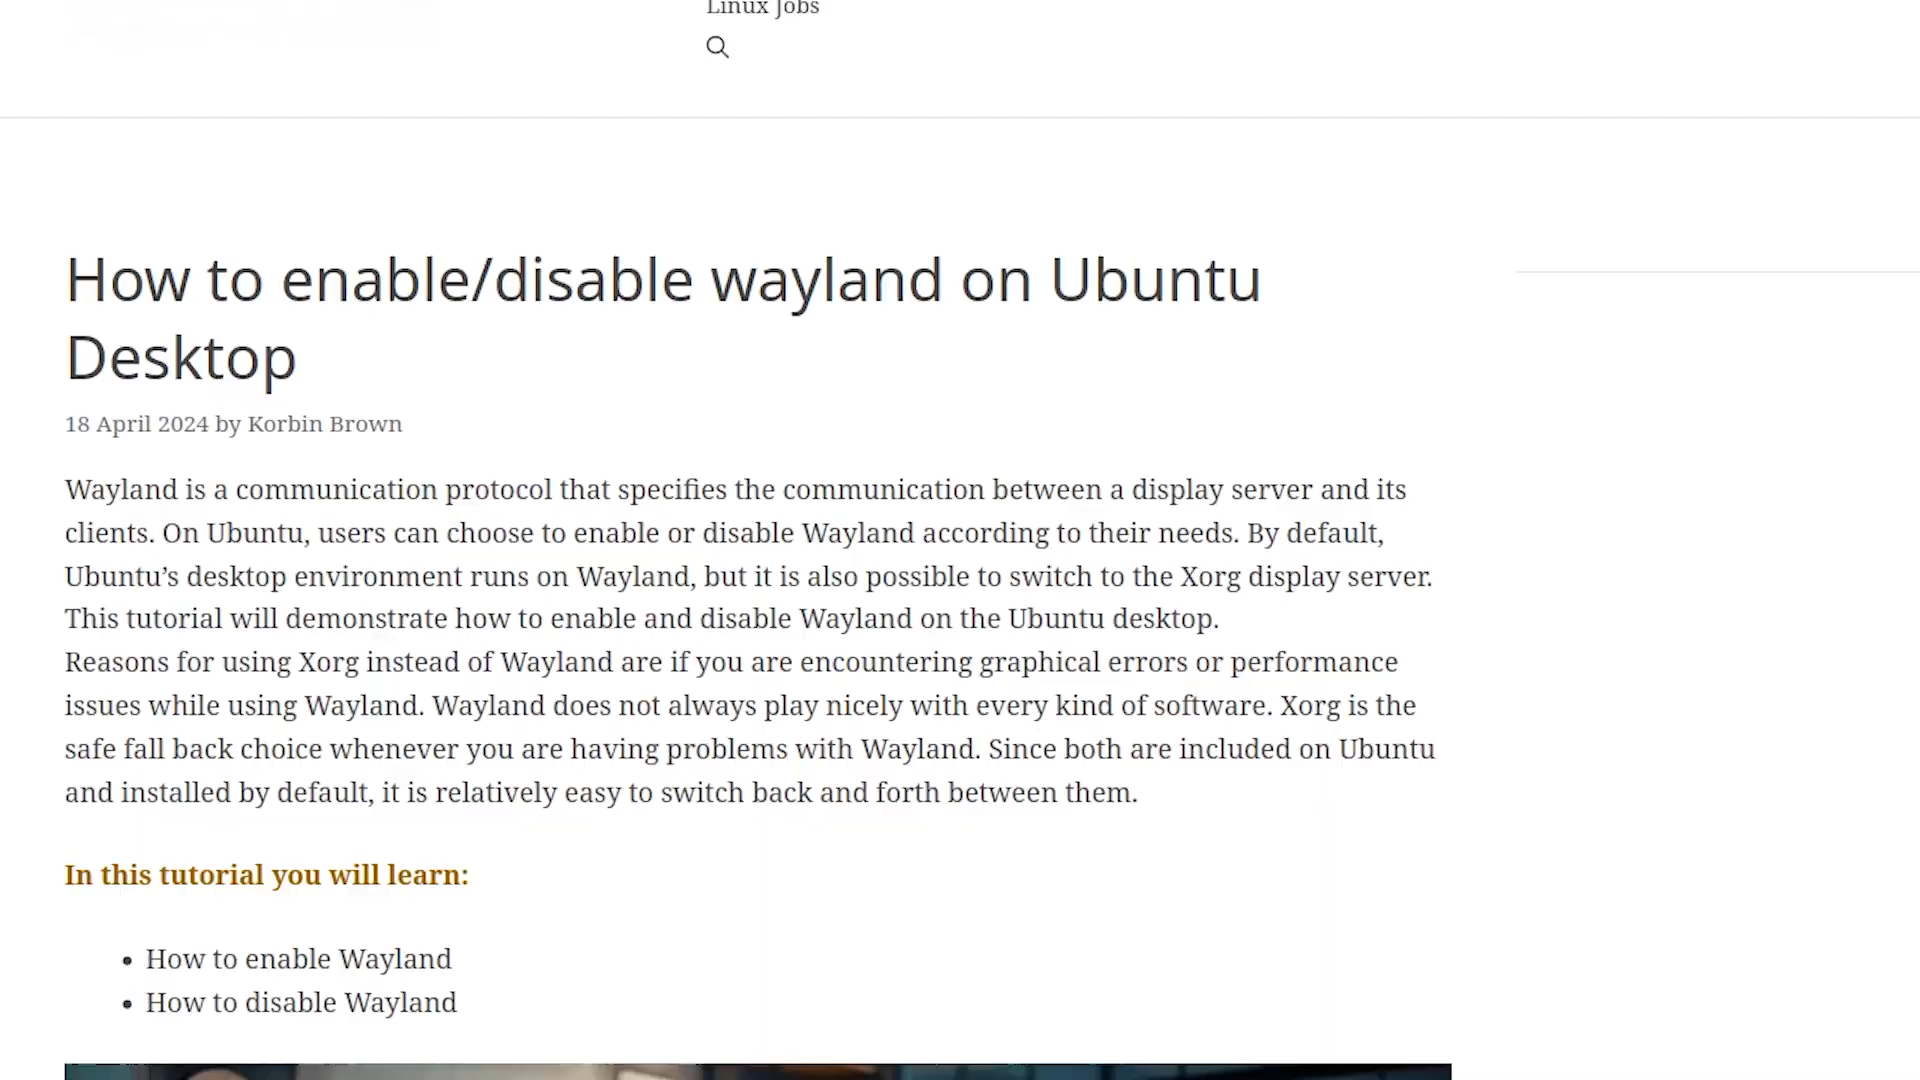 Linux Jobs
How to enable/disable wayland on Ubuntu
Desktop
18 April 2024 by Korbin Brown
Wayland is a communication protocol that specifies the communication between a display server and its
clients. On Ubuntu, users can choose to enable or disable Wayland according to their needs. By default,
Ubuntu’s desktop environment runs on Wayland, but it is also possible to switch to the Xorg display server.
This tutorial will demonstrate how to enable and disable Wayland on the Ubuntu desktop.
Reasons for using Xorg instead of Wayland are if you are encountering graphical errors or performance
issues while using Wayland. Wayland does not always play nicely with every kind of software. Xorg is the
safe fall back choice whenever you are having problems with Wayland. Since both are included on Ubuntu
and installed by default, it is relatively easy to switch back and forth between them.
In this tutorial you will learn:
• How to enable Wayland
• How to disable Wayland